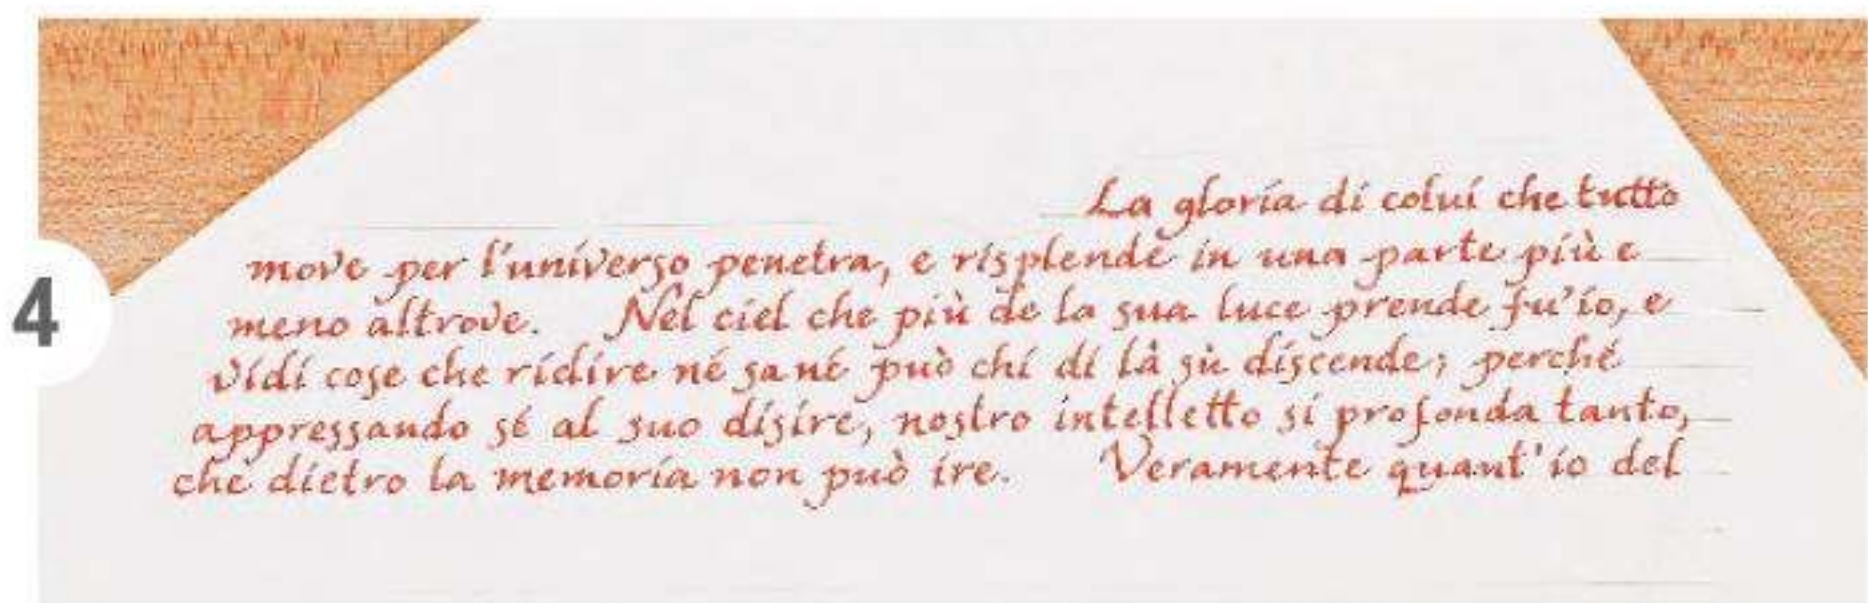 4
La gloria di colui che tutto
move per l'universo penetra, e risplende in una parte più e
meno altrove. Nel ciel che più de la sua luce prende fu'io, e
vidi cose che ridire né sa né può chi di là sù discende; perché
appressando sé al suo disire, nostro intelletto si profonda tanto,
che dietro la memoria non può ire. Veramente quant'io del